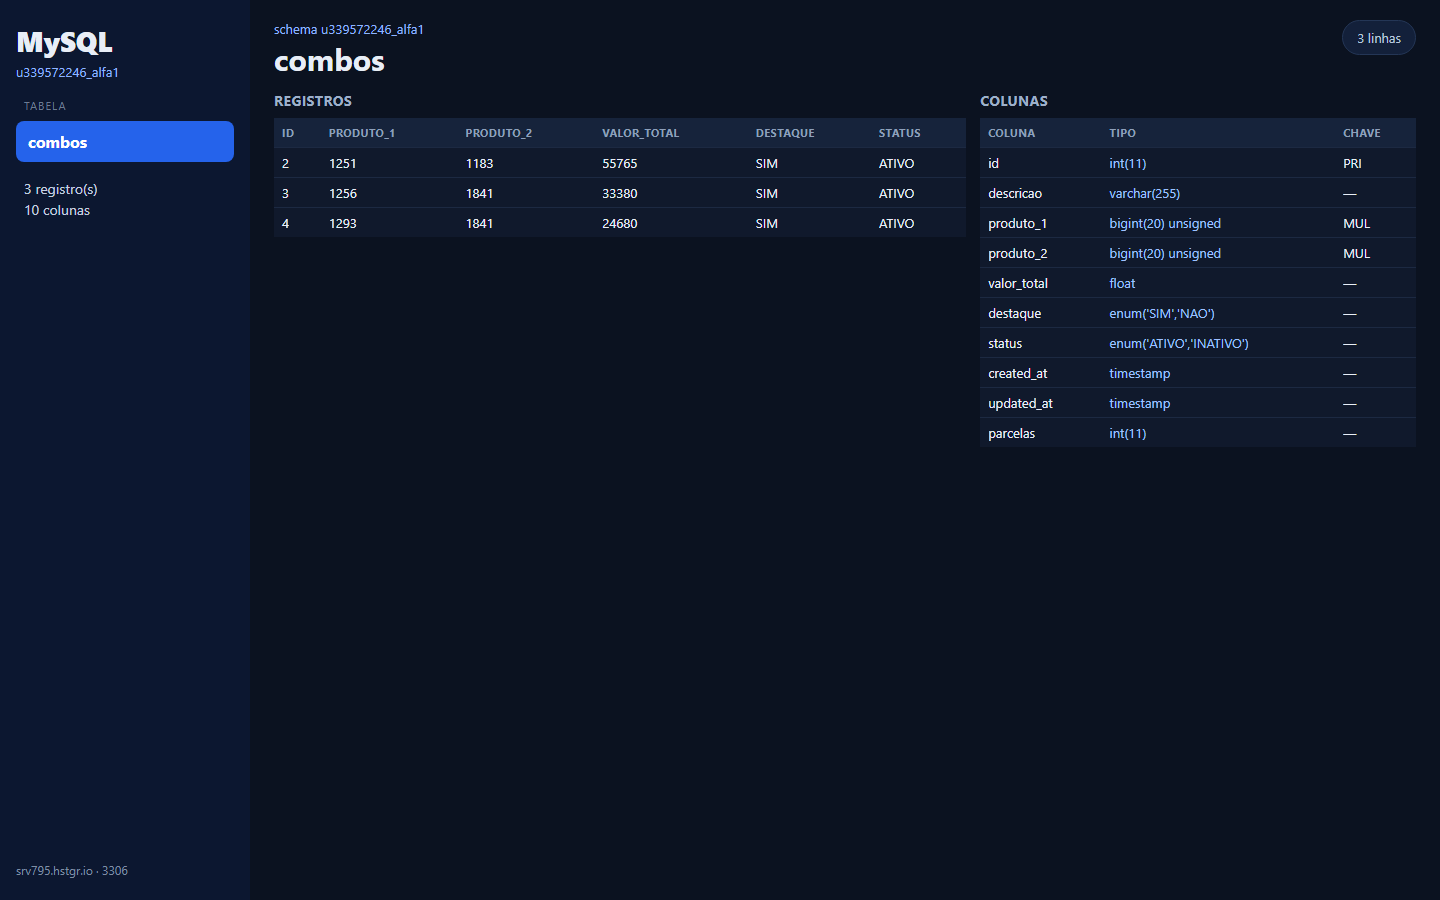 MySQL
u339572246_alfa1
TABELA
combos
3 registro(s)
10 colunas
srv795.hstgr.io · 3306
schema u339572246_alfa1
combos
3 linhas
REGISTROS
ID PRODUTO_1 PRODUTO_2 VALOR_TOTAL DESTAQUE STATUS
2 1251 1183 55765 SIM ATIVO
3 1256 1841 33380 SIM ATIVO
4 1293 1841 24680 SIM ATIVO
COLUNAS
COLUNA TIPO CHAVE
id int(11) PRI
descricao varchar(255) —
produto_1 bigint(20) unsigned MUL
produto_2 bigint(20) unsigned MUL
valor_total float —
destaque enum('SIM','NAO') —
status enum('ATIVO','INATIVO') —
created_at timestamp —
updated_at timestamp —
parcelas int(11) —